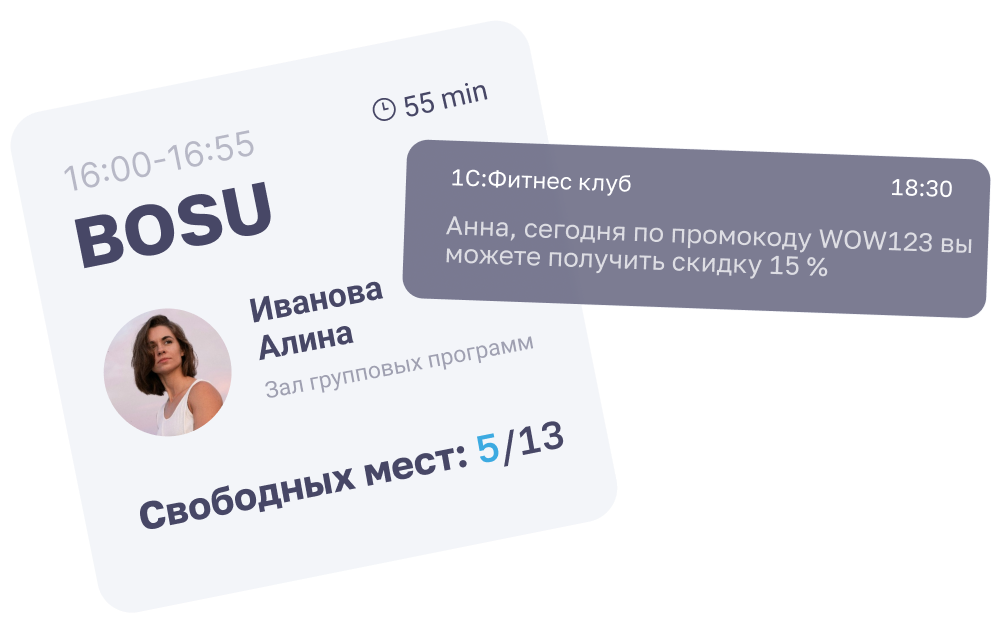 55 min
16:00-16:55
BOSU
Иванова
Алина
Зал групповых программ
Свободных мест: 5/13
1С:Фитнес клуб 18:30
Анна, сегодня по промокоду WOW123 вы
можете получить скидку 15 %